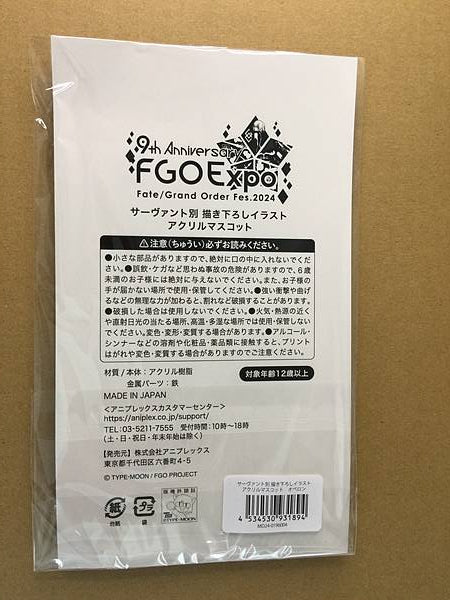 9th Anniversary
FGO Expo
Fate/Grand Order Fes.2024
サーヴァント別 描き下ろしイラスト
アクリルマスコット
⚠注意(ちゅうい)必ずお読みください。
●小さな部品がありますので、絶対に口の中に入れないでくだ
さい。●誤飲・ケガなど思わぬ事故の危険がありますので、6歳
未満のお子様には絶対に与えないでください。また、お子様の
手が届かない場所で使用・保管してください。●強い衝撃や曲げ
るなどの無理な力が加わると、割れなど破損することがあります。
●破損した場合は使用しないでください。●火気・熱源の近くや
や直射日光の当たる場所、高温・多湿な場所では使用・保管しない
でください。変色・変形・変質する場合があります。●アルコール・
シンナーなどの溶剤や化粧品・薬品類に接触すると、プリント
はがれや変色・変質する場合がありますのでご注意ください。
材質/本体:アクリル樹脂
金属パーツ:鉄
対象年齢12歳以上
MADE IN JAPAN
<アニプレックスカスタマーセンター>
https://aniplex.co.jp/support/
TEL:03-5211-7555 受付時間:10時~18時
(土・日・祝日・年末年始は除く)
【発売元】株式会社アニプレックス
東京都千代田区六番町4-5
© TYPE-MOON / FGO PROJECT
紙
台紙
プラ
袋
版権許諾証
TYPE-MOON
サーヴァント別 描き下ろしイラスト
アクリルマスコット オベロン
4 534530 931894
MD24-0196004